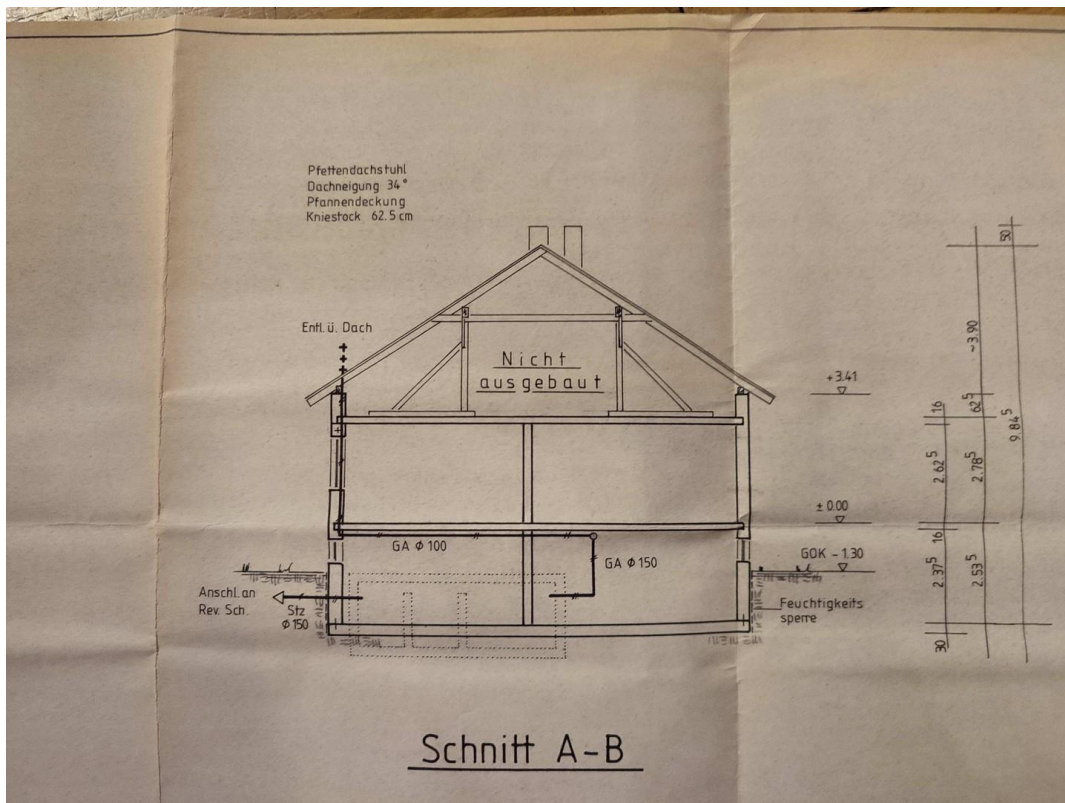 Pfettendachstuhl
Dachneigung 34°
Pfannendeckung
Kniestock 62.5 cm
Entl. ü. Dach
Nicht
ausgebaut
+3.41
± 0.00
GOK - 1.30
GA ϕ 100
GA ϕ 150
Anschl. an
Rev. Sch.
Stz
ϕ 150
Feuchtigkeits
sperre
50
~3.90
16
62⁵
9.84⁵
2.62⁵
2.78⁵
16
2.37⁵
2.53⁵
30
Schnitt A-B